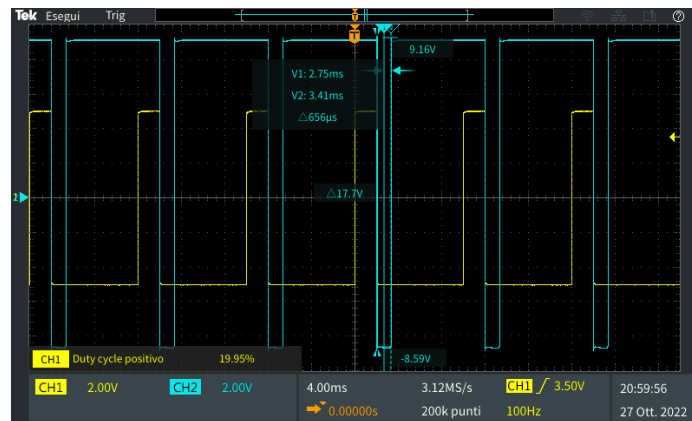 Tek Esegui Trig
T
9.16V
V1: 2.75ms
V2: 3.41ms
△656µs
△17.7V
-8.59V
CH1 Duty cycle positivo 19.95%
CH1 2.00V CH2 2.00V 4.00ms 3.12MS/s CH1 3.50V 20:59:56
0.00000s 200k punti 100Hz 27 Ott. 2022